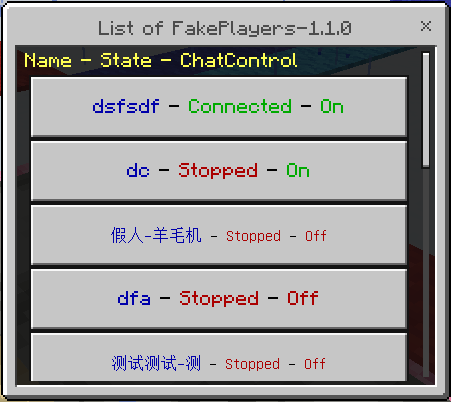 List of FakePlayers-1.1.0
Name - State - ChatControl
dsfsdf - Connected - On
dc - Stopped - On
假人-羊毛机 - Stopped - Off
dfa - Stopped - Off
测试测试-测 - Stopped - Off